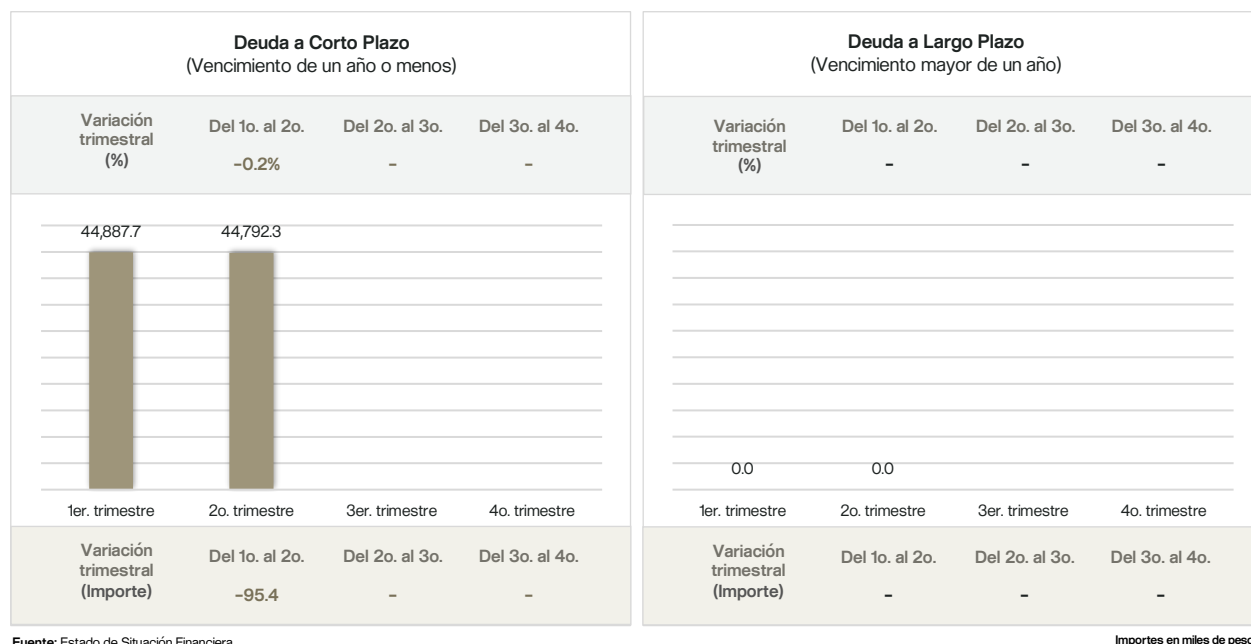 Deuda a Corto Plazo
(Vencimiento de un año o menos)
Variación
trimestral
(%)
Del 1o. al 2o. Del 2o. al 3o. Del 3o. al 4o.
-0.2% - -
44,887.7 44,792.3
1er. trimestre 2o. trimestre 3er. trimestre 4o. trimestre
Variación
trimestral
(Importe)
Del 1o. al 2o. Del 2o. al 3o. Del 3o. al 4o.
-95.4 - -
Deuda a Largo Plazo
(Vencimiento mayor de un año)
Variación
trimestral
(%)
Del 1o. al 2o. Del 2o. al 3o. Del 3o. al 4o.
- - -
0.0 0.0
1er. trimestre 2o. trimestre 3er. trimestre 4o. trimestre
Variación
trimestral
(Importe)
Del 1o. al 2o. Del 2o. al 3o. Del 3o. al 4o.
- - -
Fuente: Estado de Situación Financiera
Importes en miles de